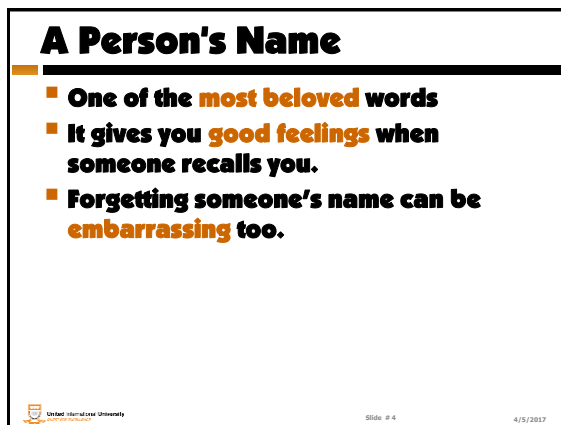 A Person's Name
One of the most beloved words
It gives you good feelings when
someone recalls you.
Forgetting someone's name can be
embarrassing too.
United International University
Slide # 4
4/5/2017